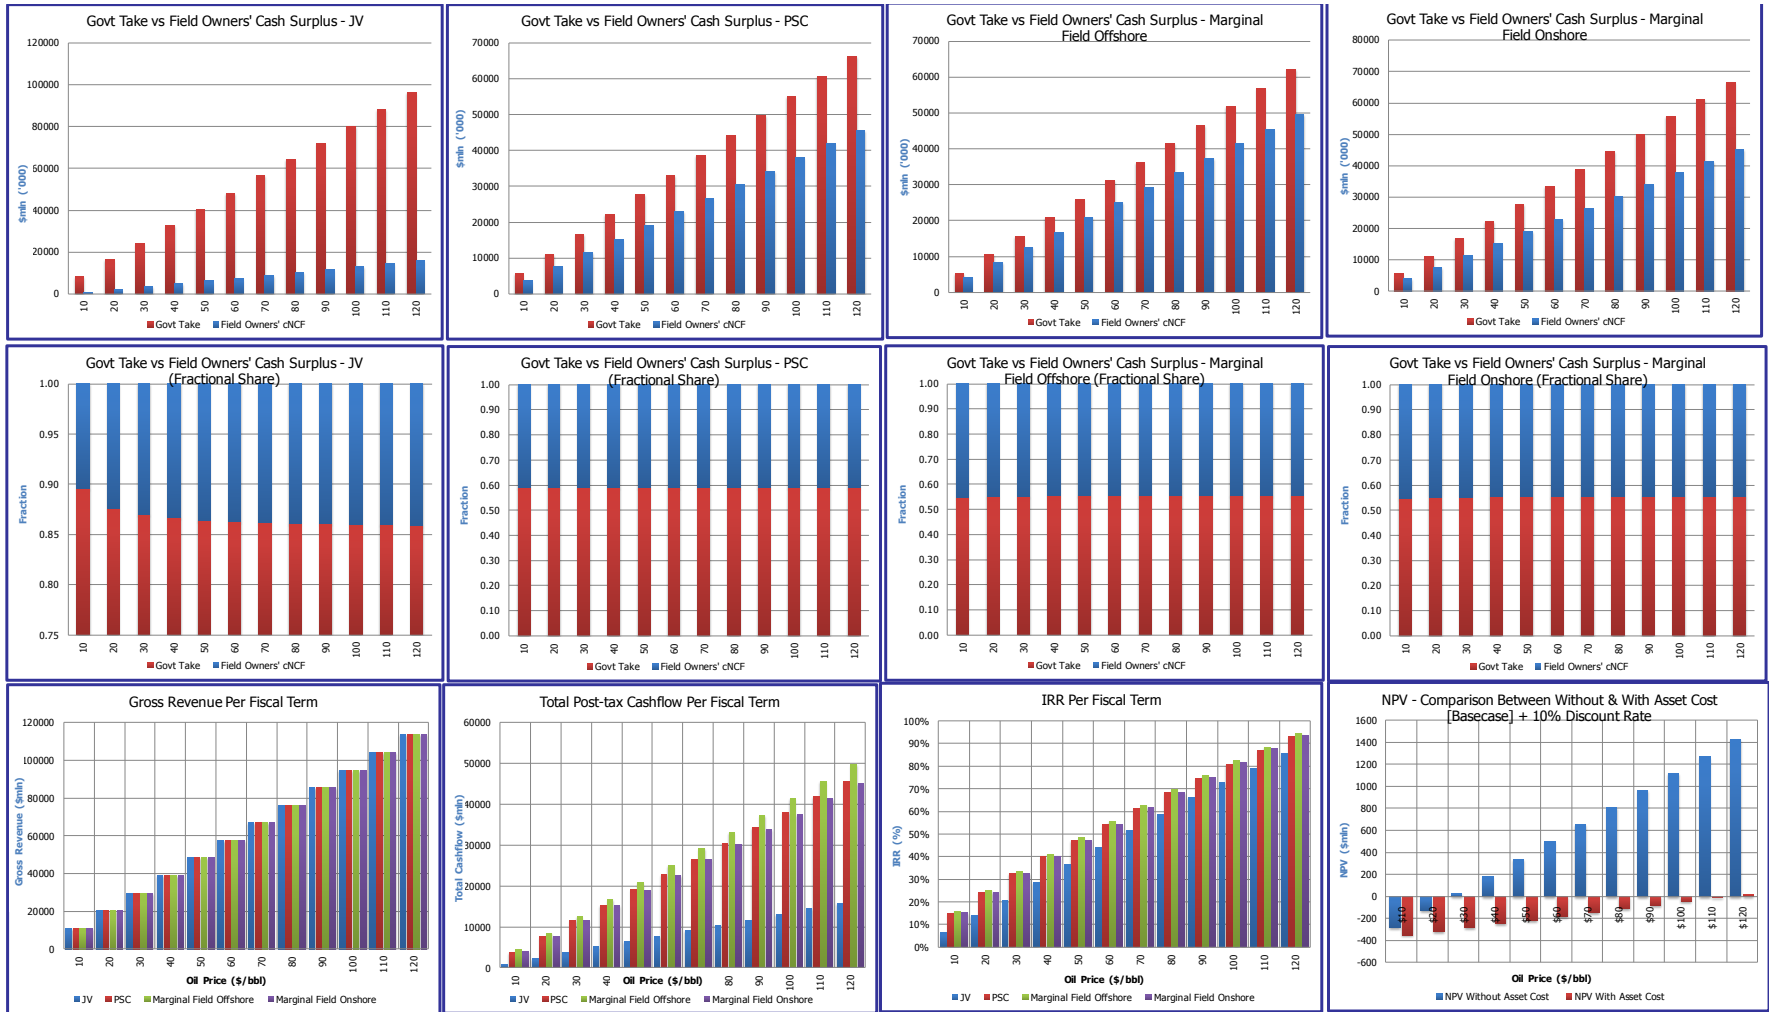 Govt Take vs Field Owners' Cash Surplus - JV
120000
100000
80000
60000
40000
20000
0
$mln ('000)
10 20 30 40 50 60 70 80 90 100 110 120
Govt Take Field Owners' cNCF
Govt Take vs Field Owners' Cash Surplus - PSC
70000
60000
50000
40000
30000
20000
10000
0
$mln ('000)
10 20 30 40 50 60 70 80 90 100 110 120
Govt Take Field Owners' cNCF
Govt Take vs Field Owners' Cash Surplus - Marginal
Field Offshore
70000
60000
50000
40000
30000
20000
10000
0
$mln ('000)
10 20 30 40 50 60 70 80 90 100 110 120
Govt Take Field Owners' cNCF
Govt Take vs Field Owners' Cash Surplus - Marginal
Field Onshore
80000
70000
60000
50000
40000
30000
20000
10000
0
$mln ('000)
10 20 30 40 50 60 70 80 90 100 110 120
Govt Take Field Owners' cNCF
Govt Take vs Field Owners' Cash Surplus - JV
(Fractional Share)
1.00
0.95
0.90
0.85
0.80
0.75
Fraction
10 20 30 40 50 60 70 80 90 100 110 120
Govt Take Field Owners' cNCF
Govt Take vs Field Owners' Cash Surplus - PSC
(Fractional Share)
1.00
0.90
0.80
0.70
0.60
0.50
0.40
0.30
0.20
0.10
0.00
Fraction
10 20 30 40 50 60 70 80 90 100 110 120
Govt Take Field Owners' cNCF
Govt Take vs Field Owners' Cash Surplus - Marginal
Field Offshore (Fractional Share)
1.00
0.90
0.80
0.70
0.60
0.50
0.40
0.30
0.20
0.10
0.00
Fraction
10 20 30 40 50 60 70 80 90 100 110 120
Govt Take Field Owners' cNCF
Govt Take vs Field Owners' Cash Surplus - Marginal
Field Onshore (Fractional Share)
1.00
0.90
0.80
0.70
0.60
0.50
0.40
0.30
0.20
0.10
0.00
Fraction
10 20 30 40 50 60 70 80 90 100 110 120
Govt Take Field Owners' cNCF
Gross Revenue Per Fiscal Term
120000
100000
80000
60000
40000
20000
0
Gross Revenue ($mln)
10 20 30 40 50 60 70 80 90 100 110 120
Oil Price ($/bbl)
JV PSC Marginal Field Offshore Marginal Field Onshore
Total Post-tax Cashflow Per Fiscal Term
60000
50000
40000
30000
20000
10000
0
Total Cashflow ($mln)
10 20 30 40 50 60 70 80 90 100 110 120
Oil Price ($/bbl)
JV PSC Marginal Field Offshore Marginal Field Onshore
IRR Per Fiscal Term
100%
90%
80%
70%
60%
50%
40%
30%
20%
10%
0%
IRR (%)
10 20 30 40 50 60 70 80 90 100 110 120
Oil Price ($/bbl)
JV PSC Marginal Field Offshore Marginal Field Onshore
NPV - Comparison Between Without & With Asset Cost
[Basecase] + 10% Discount Rate
1600
1400
1200
1000
800
600
400
200
0
-200
-400
-600
NPV ($mln)
$10 $20 $30 $40 $50 $60 $70 $80 $90 $100 $110 $120
Oil Price ($/bbl)
NPV Without Asset Cost NPV With Asset Cost